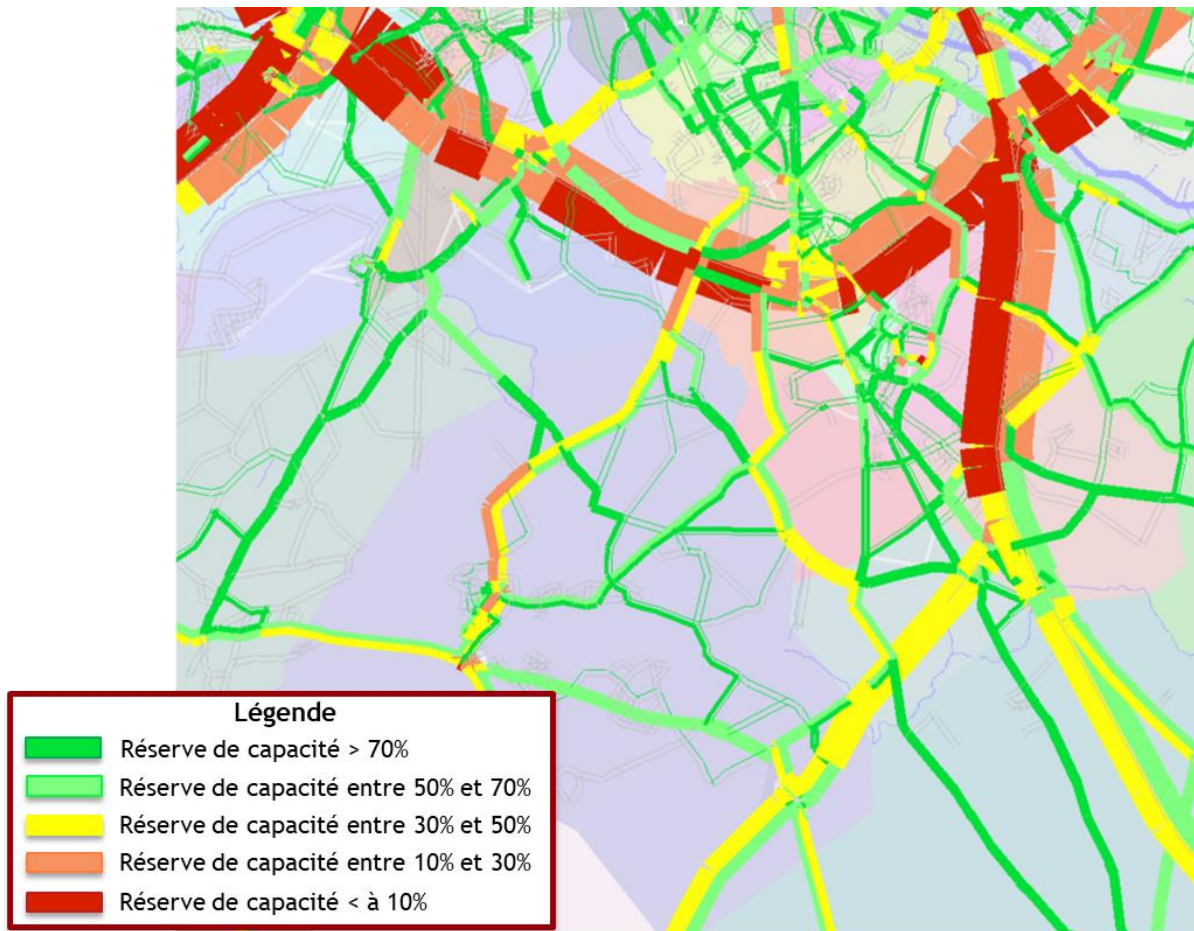 Légende
Réserve de capacité > 70%
Réserve de capacité entre 50% et 70%
Réserve de capacité entre 30% et 50%
Réserve de capacité entre 10% et 30%
Réserve de capacité < à 10%